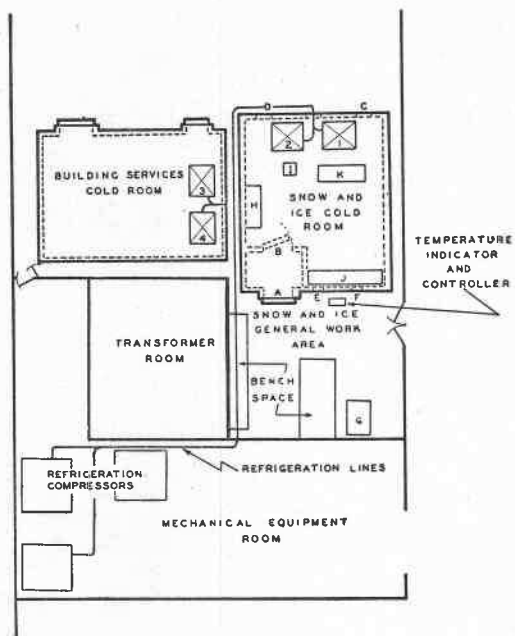 D
C
2
1
BUILDING SERVICES
COLD ROOM
3
I
K
SNOW AND
ICE COLD
ROOM
H
4
B
TEMPERATURE
INDICATOR
AND
CONTROLLER
J
A
E
F
SNOW AND ICE
GENERAL WORK
AREA
TRANSFORMER
ROOM
BENCH
SPACE
G
REFRIGERATION
COMPRESSORS
REFRIGERATION LINES
MECHANICAL EQUIPMENT
ROOM